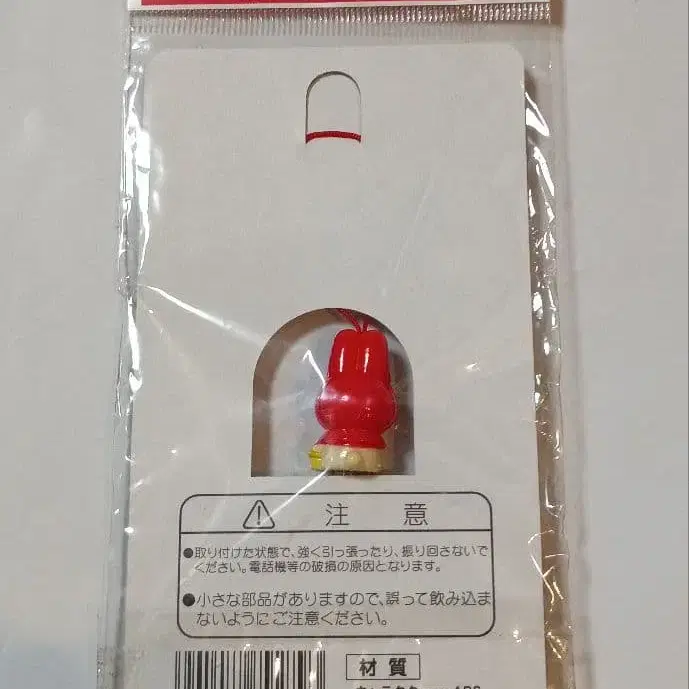 ⚠ 注 意
●取り付けた状態で、強く引っ張ったり、振り回さないで
ください。電話機等の破損の原因となります。
●小さな部品がありますので、誤って飲み込ま
ないようにご注意ください。
材 質